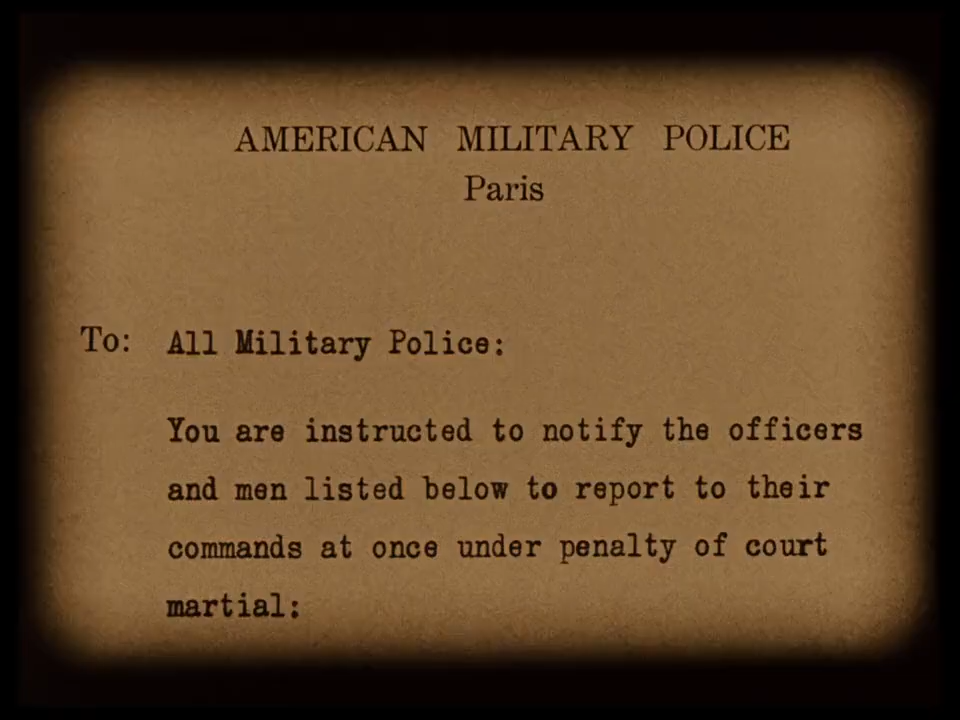 AMERICAN MILITARY POLICE
Paris
To: All Military Police:
You are instructed to notify the officers
and men listed below to report to their
commands at once under penalty of court
martial: